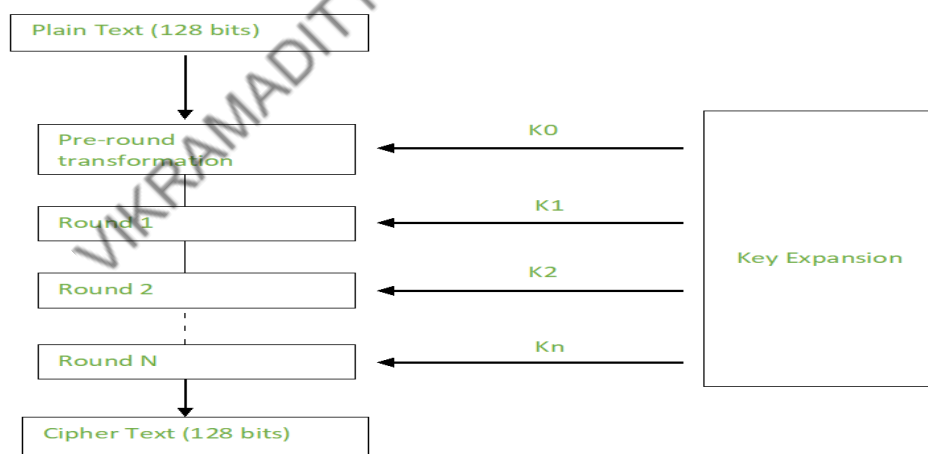 Plain Text (128 bits)
Pre-round
transformation
K0
Round 1
K1
Key Expansion
Round 2
K2
Round N
Kn
Cipher Text (128 bits)